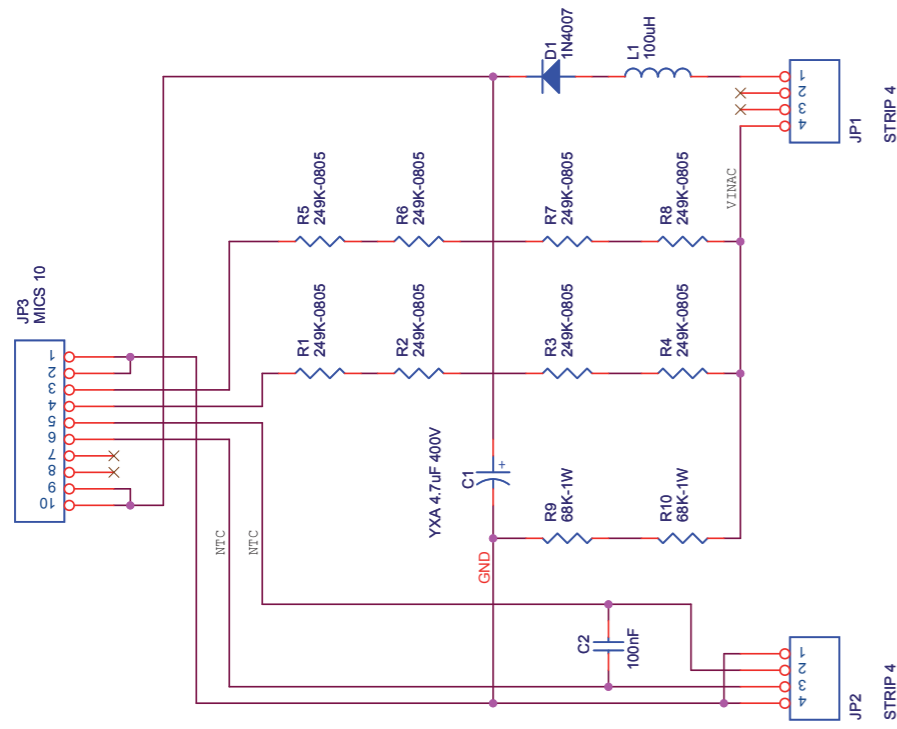 D1
1N4007
L1
100uH
1
2
3
4
JP1
STRIP 4
VINAC
R5
249K-0805
R6
249K-0805
R7
249K-0805
R8
249K-0805
JP3
MICS 10
1
2
3
4
5
6
7
8
9
10
R1
249K-0805
R2
249K-0805
R3
249K-0805
R4
249K-0805
YXA 4.7uF 400V
C1
+
R9
68K-1W
R10
68K-1W
NTC
NTC
GND
C2
100nF
1
2
3
4
JP2
STRIP 4